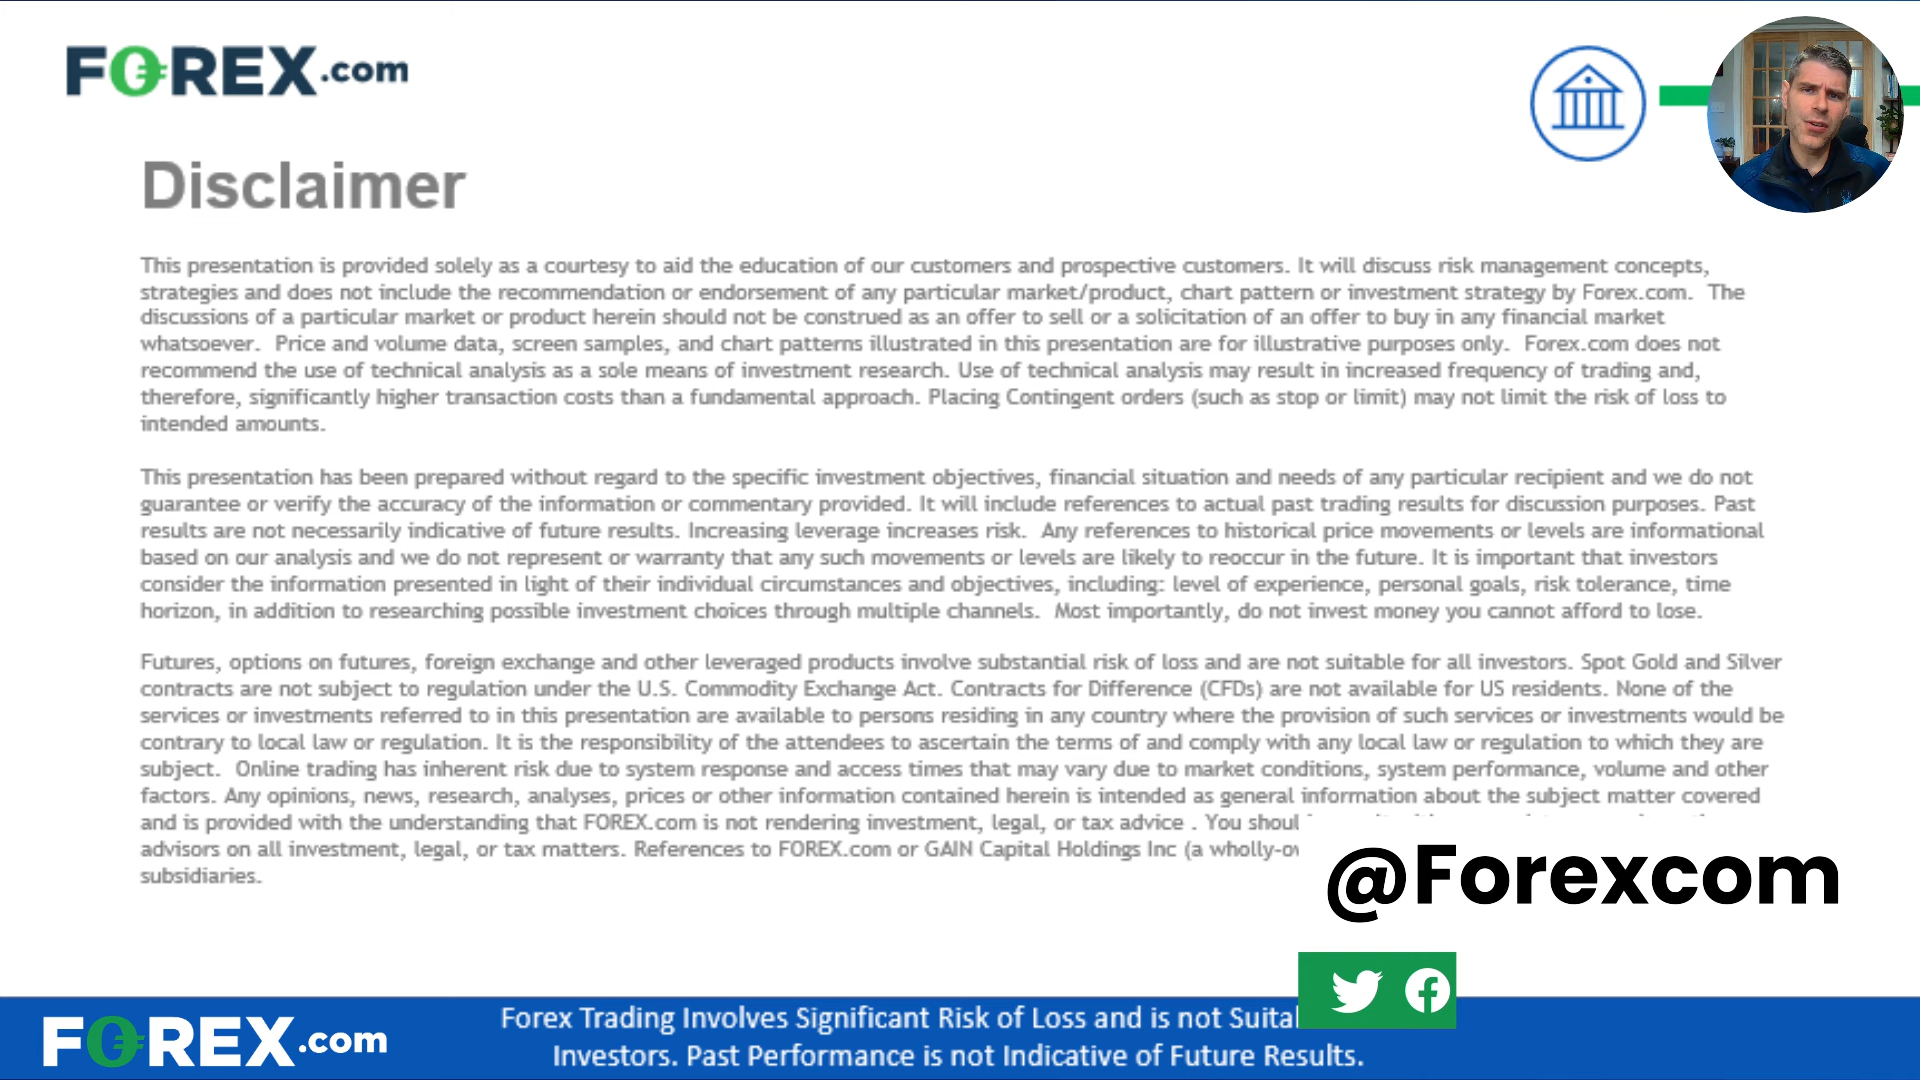 FOREX.com
Disclaimer
This presentation is provided solely as a courtesy to aid the education of our customers and prospective customers. It will discuss risk management concepts,
strategies and does not include the recommendation or endorsement of any particular market/product, chart pattern or investment strategy by Forex.com.  The
discussions of a particular market or product herein should not be construed as an offer to sell or a solicitation of an offer to buy in any financial market
whatsoever.  Price and volume data, screen samples, and chart patterns illustrated in this presentation are for illustrative purposes only.  Forex.com does not
recommend the use of technical analysis as a sole means of investment research. Use of technical analysis may result in increased frequency of trading and,
therefore, significantly higher transaction costs than a fundamental approach. Placing Contingent orders (such as stop or limit) may not limit the risk of loss to
intended amounts.
This presentation has been prepared without regard to the specific investment objectives, financial situation and needs of any particular recipient and we do not
guarantee or verify the accuracy of the information or commentary provided. It will include references to actual past trading results for discussion purposes. Past
results are not necessarily indicative of future results. Increasing leverage increases risk.  Any references to historical price movements or levels are informational
based on our analysis and we do not represent or warranty that any such movements or levels are likely to reoccur in the future. It is important that investors
consider the information presented in light of their individual circumstances and objectives, including: level of experience, personal goals, risk tolerance, time
horizon, in addition to researching possible investment choices through multiple channels.  Most importantly, do not invest money you cannot afford to lose.
Futures, options on futures, foreign exchange and other leveraged products involve substantial risk of loss and are not suitable for all investors. Spot Gold and Silver
contracts are not subject to regulation under the U.S. Commodity Exchange Act. Contracts for Difference (CFDs) are not available for US residents. None of the
services or investments referred to in this presentation are available to persons residing in any country where the provision of such services or investments would be
contrary to local law or regulation. It is the responsibility of the attendees to ascertain the terms of and comply with any local law or regulation to which they are
subject.  Online trading has inherent risk due to system response and access times that may vary due to market conditions, system performance, volume and other
factors. Any opinions, news, research, analyses, prices or other information contained herein is intended as general information about the subject matter covered
and is provided with the understanding that FOREX.com is not rendering investment, legal, or tax advice . You shoul
advisors on all investment, legal, or tax matters. References to FOREX.com or GAIN Capital Holdings Inc (a wholly-ov
subsidiaries.
@Forexcom
FOREX.com
Forex Trading Involves Significant Risk of Loss and is not Suita
Investors. Past Performance is not Indicative of Future Results.